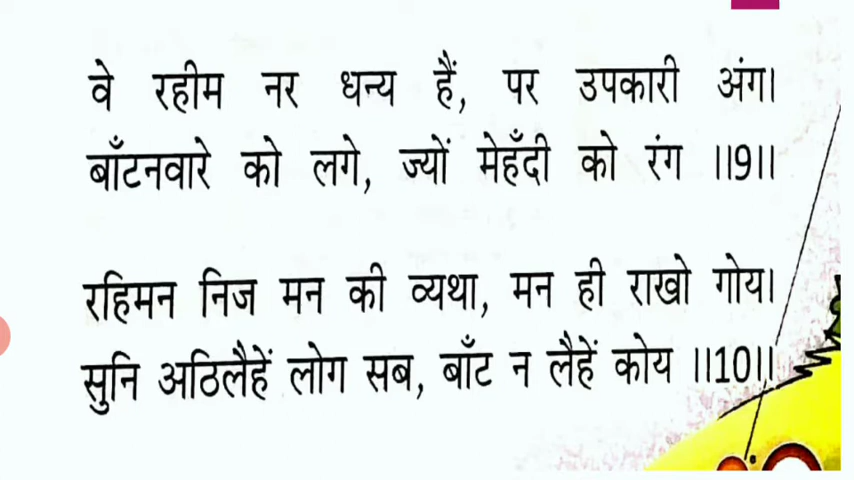 वे रहीम नर धन्य हैं, पर उपकारी अंग।
बाँटनवारे को लगे, ज्यों मेहँदी को रंग ॥9॥
रहिमन निज मन की व्यथा, मन ही राखो गोय।
सुनि अठिलैहें लोग सब, बाँट न लैहें कोय ॥10॥